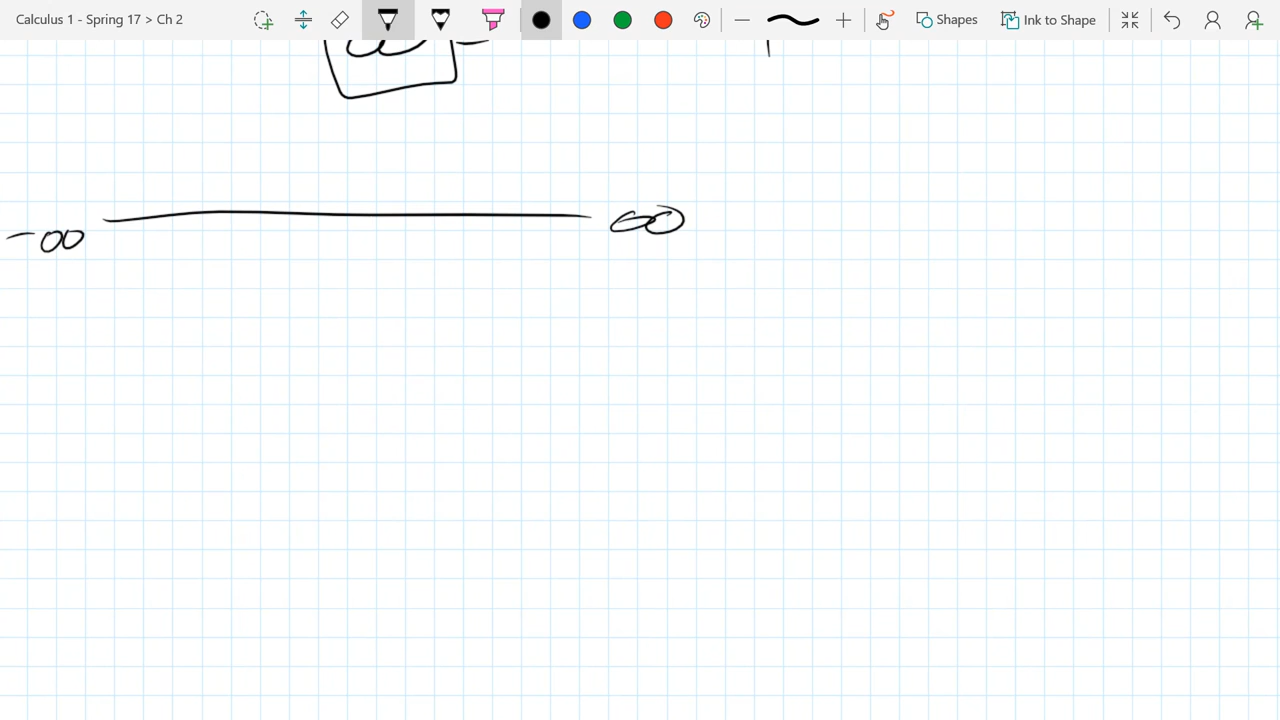 Calculus 1 - Spring 17 > Ch 2
Shapes
Ink to Shape
-∞ ∞